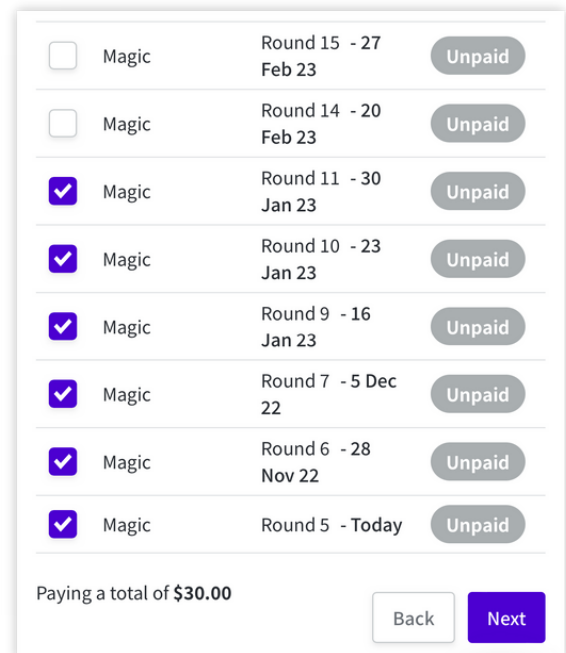 Magic Round 15 - 27 Unpaid
Feb 23
Magic Round 14 - 20 Unpaid
Feb 23
Magic Round 11 - 30 Unpaid
Jan 23
Magic Round 10 - 23 Unpaid
Jan 23
Magic Round 9 - 16 Unpaid
Jan 23
Magic Round 7 - 5 Dec Unpaid
22
Magic Round 6 - 28 Unpaid
Nov 22
Magic Round 5 - Today Unpaid
Paying a total of $30.00
Back Next